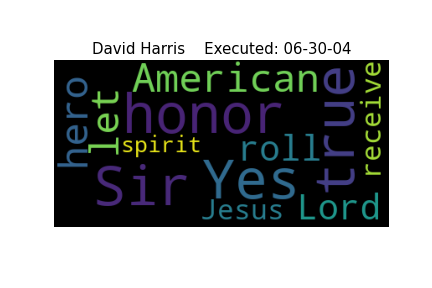 David Harris    Executed: 06-30-04
American
honor
true
receive
hero
let
spirit
roll
Sir
Yes
Jesus
Lord